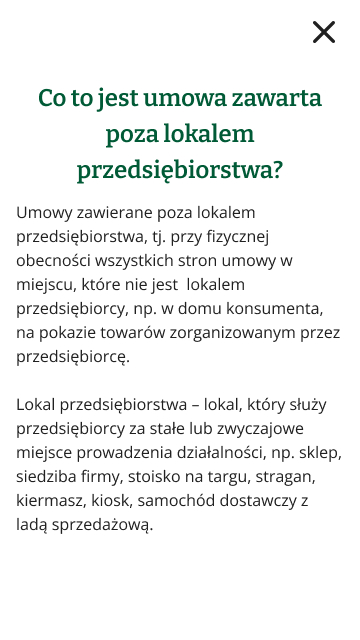 Co to jest umowa zawarta
poza lokalem
przedsiębiorstwa?
Umowy zawierane poza lokalem
przedsiębiorstwa, tj. przy fizycznej
obecności wszystkich stron umowy w
miejscu, które nie jest  lokalem
przedsiębiorcy, np. w domu konsumenta,
na pokazie towarów zorganizowanym przez
przedsiębiorcę.
Lokal przedsiębiorstwa – lokal, który służy
przedsiębiorcy za stałe lub zwyczajowe
miejsce prowadzenia działalności, np. sklep,
siedziba firmy, stoisko na targu, stragan,
kiermasz, kiosk, samochód dostawczy z
ladą sprzedażową.